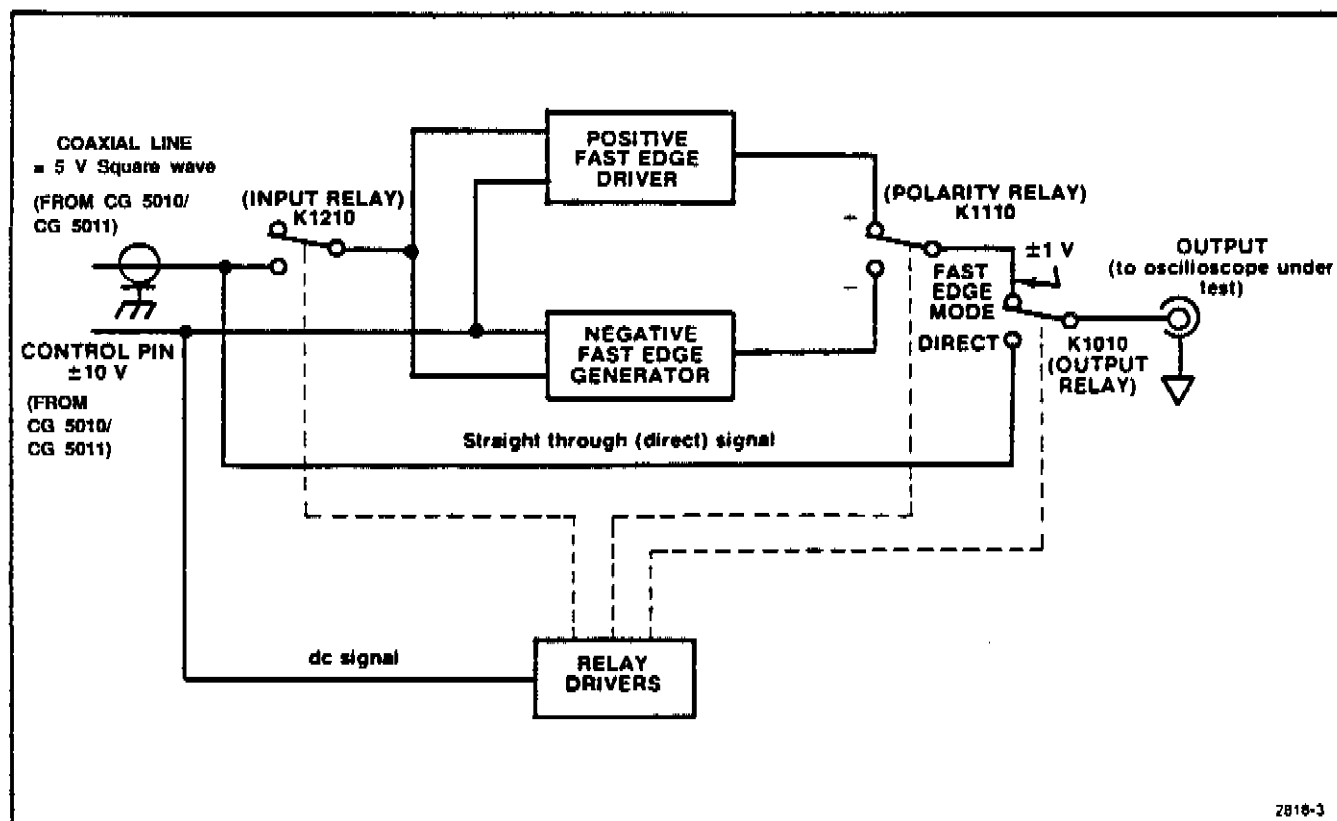 COAXIAL LINE
= 5 V Square wave
(FROM CG 5010/
CG 5011)
(INPUT RELAY)
K1210
POSITIVE
FAST EDGE
DRIVER
(POLARITY RELAY)
K1110
+
−
±1 V
FAST
EDGE
MODE
DIRECT
OUTPUT
(to oscilloscope under
test)
K1010
(OUTPUT
RELAY)
CONTROL PIN
±10 V
(FROM
CG 5010/
CG 5011)
NEGATIVE
FAST EDGE
GENERATOR
Straight through (direct) signal
dc signal
RELAY
DRIVERS
2818-3